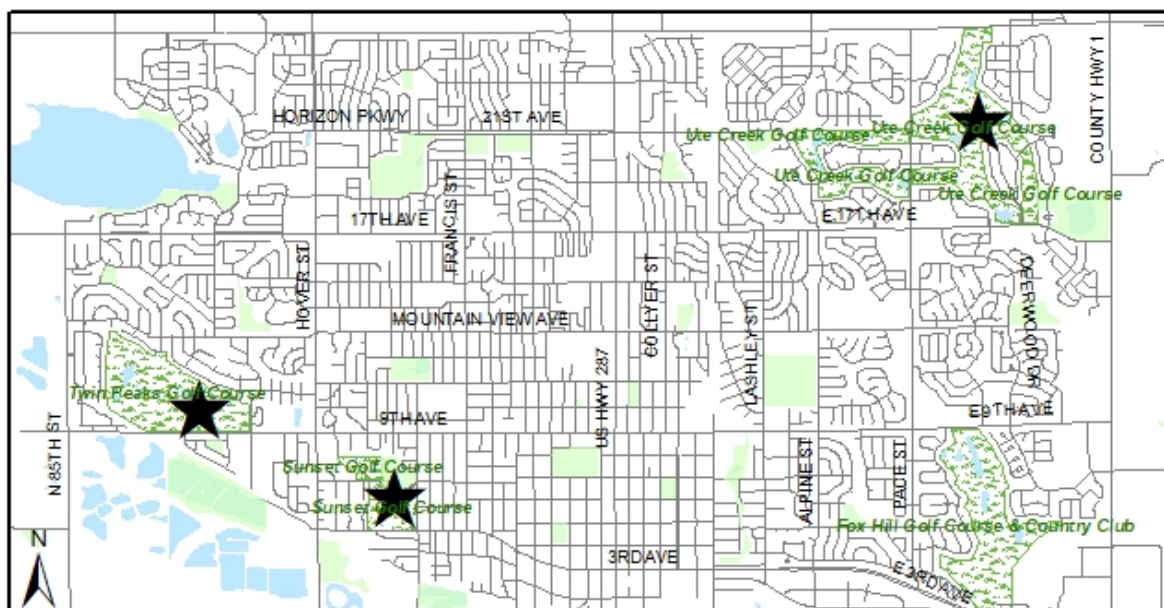 COUNTY HWY 1
HORIZON PKWY
21ST AVE
Ute Creek Golf Course
Ute Creek Golf Course
Ute Creek Golf Course
Ute Creek Golf Course
FRANCIS ST
17TH AVE
E 17TH AVE
HOVER ST
COLLYER ST
DEERWOOD DR
MOUNTAIN VIEW AVE
LASHLEY ST
US HWY 287
Twin Peaks Golf Course
9TH AVE
E 9TH AVE
N 85TH ST
Sunset Golf Course
Sunset Golf Course
ALPINE ST
PACE ST
Fox Hill Golf Course & Country Club
N
3RD AVE
E 3RD AVE